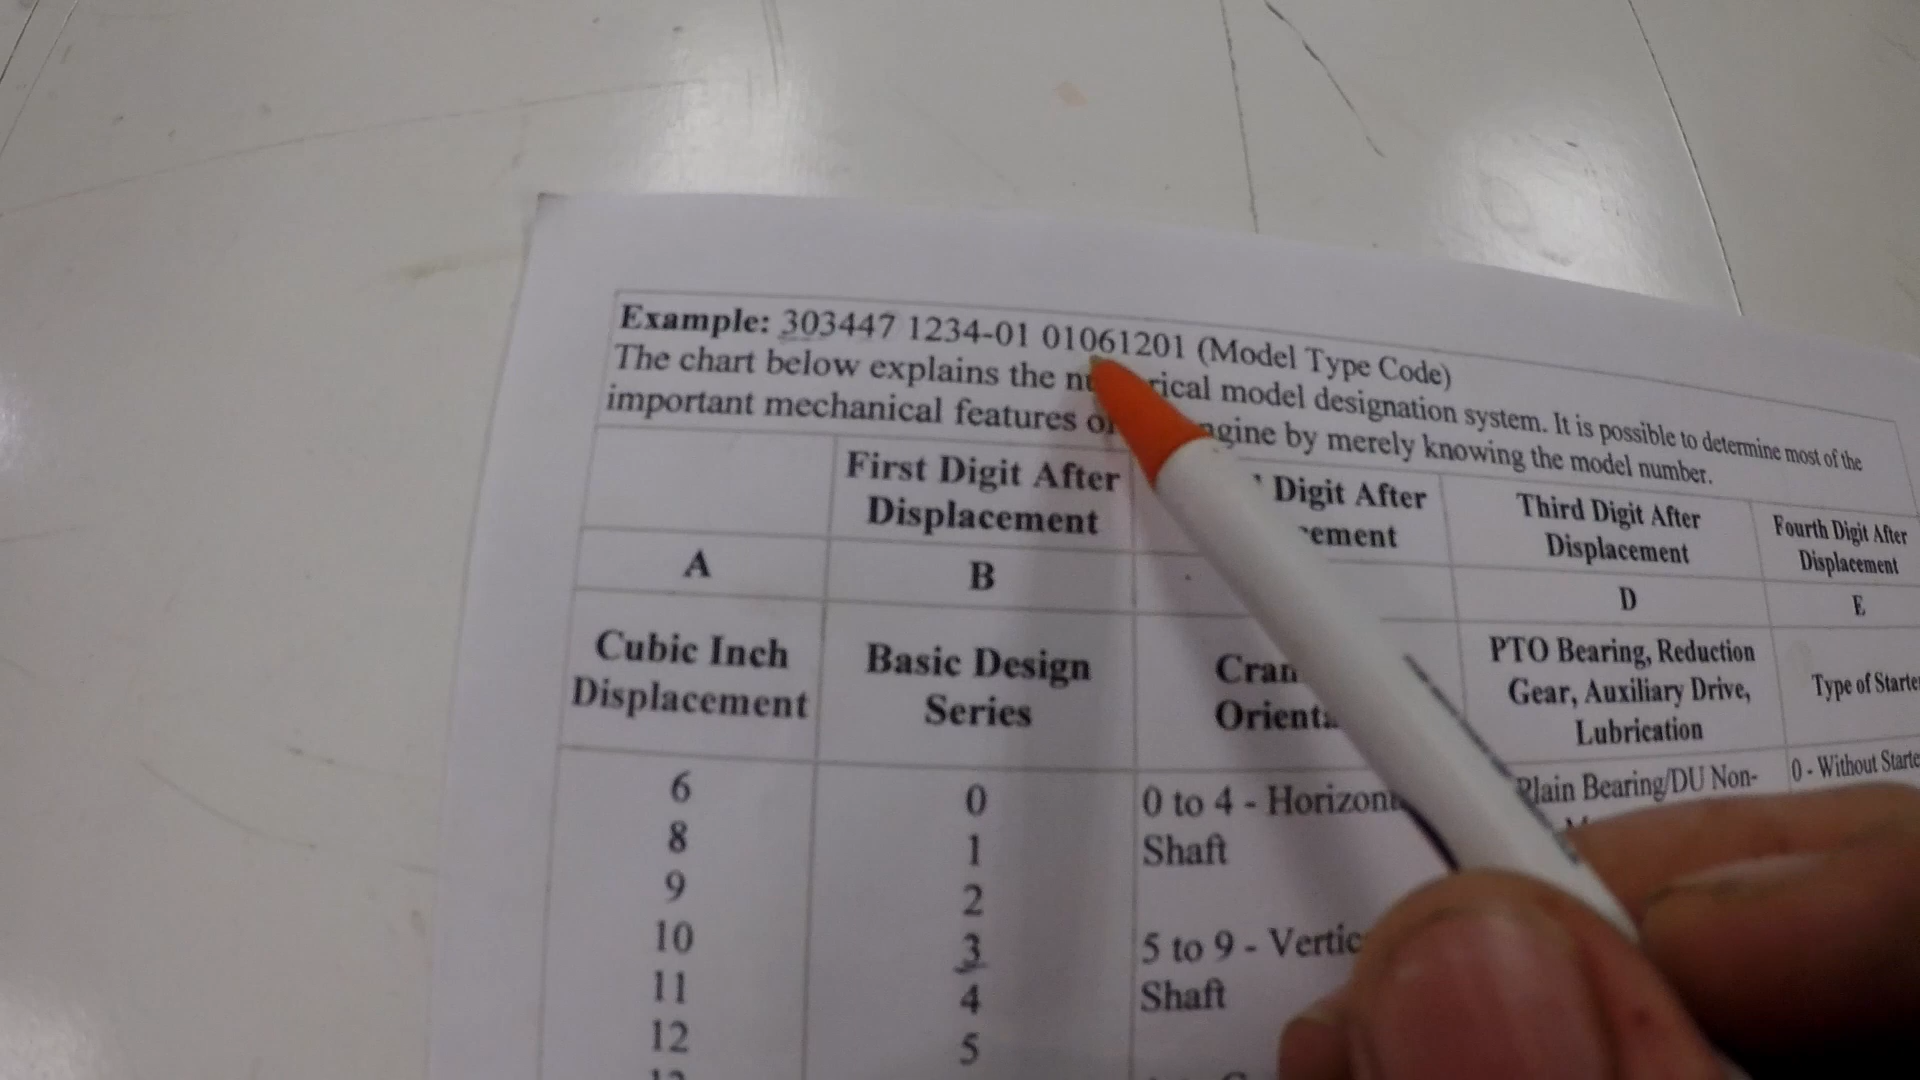 Example: 303447 1234-01 01061201 (Model Type Code)
The chart below explains the rical model designation system. It is possible to determine most of the
important mechanical features gine by merely knowing the model number.
First Digit After
Displacement
Digit After
ement
Third Digit After
Displacement
Fourth Digit After
Displacement
A
B
D
E
Cubic Inch
Displacement
Basic Design
Series
Cran
Orient
PTO Bearing, Reduction
Gear, Auxiliary Drive,
Lubrication
Type of Starte
6
8
9
10
11
12
0
1
2
3
4
5
0 to 4 - Horizont
Shaft
5 to 9 - Vertic
Shaft
Plain Bearing/DU Non-
0 - Without Starte